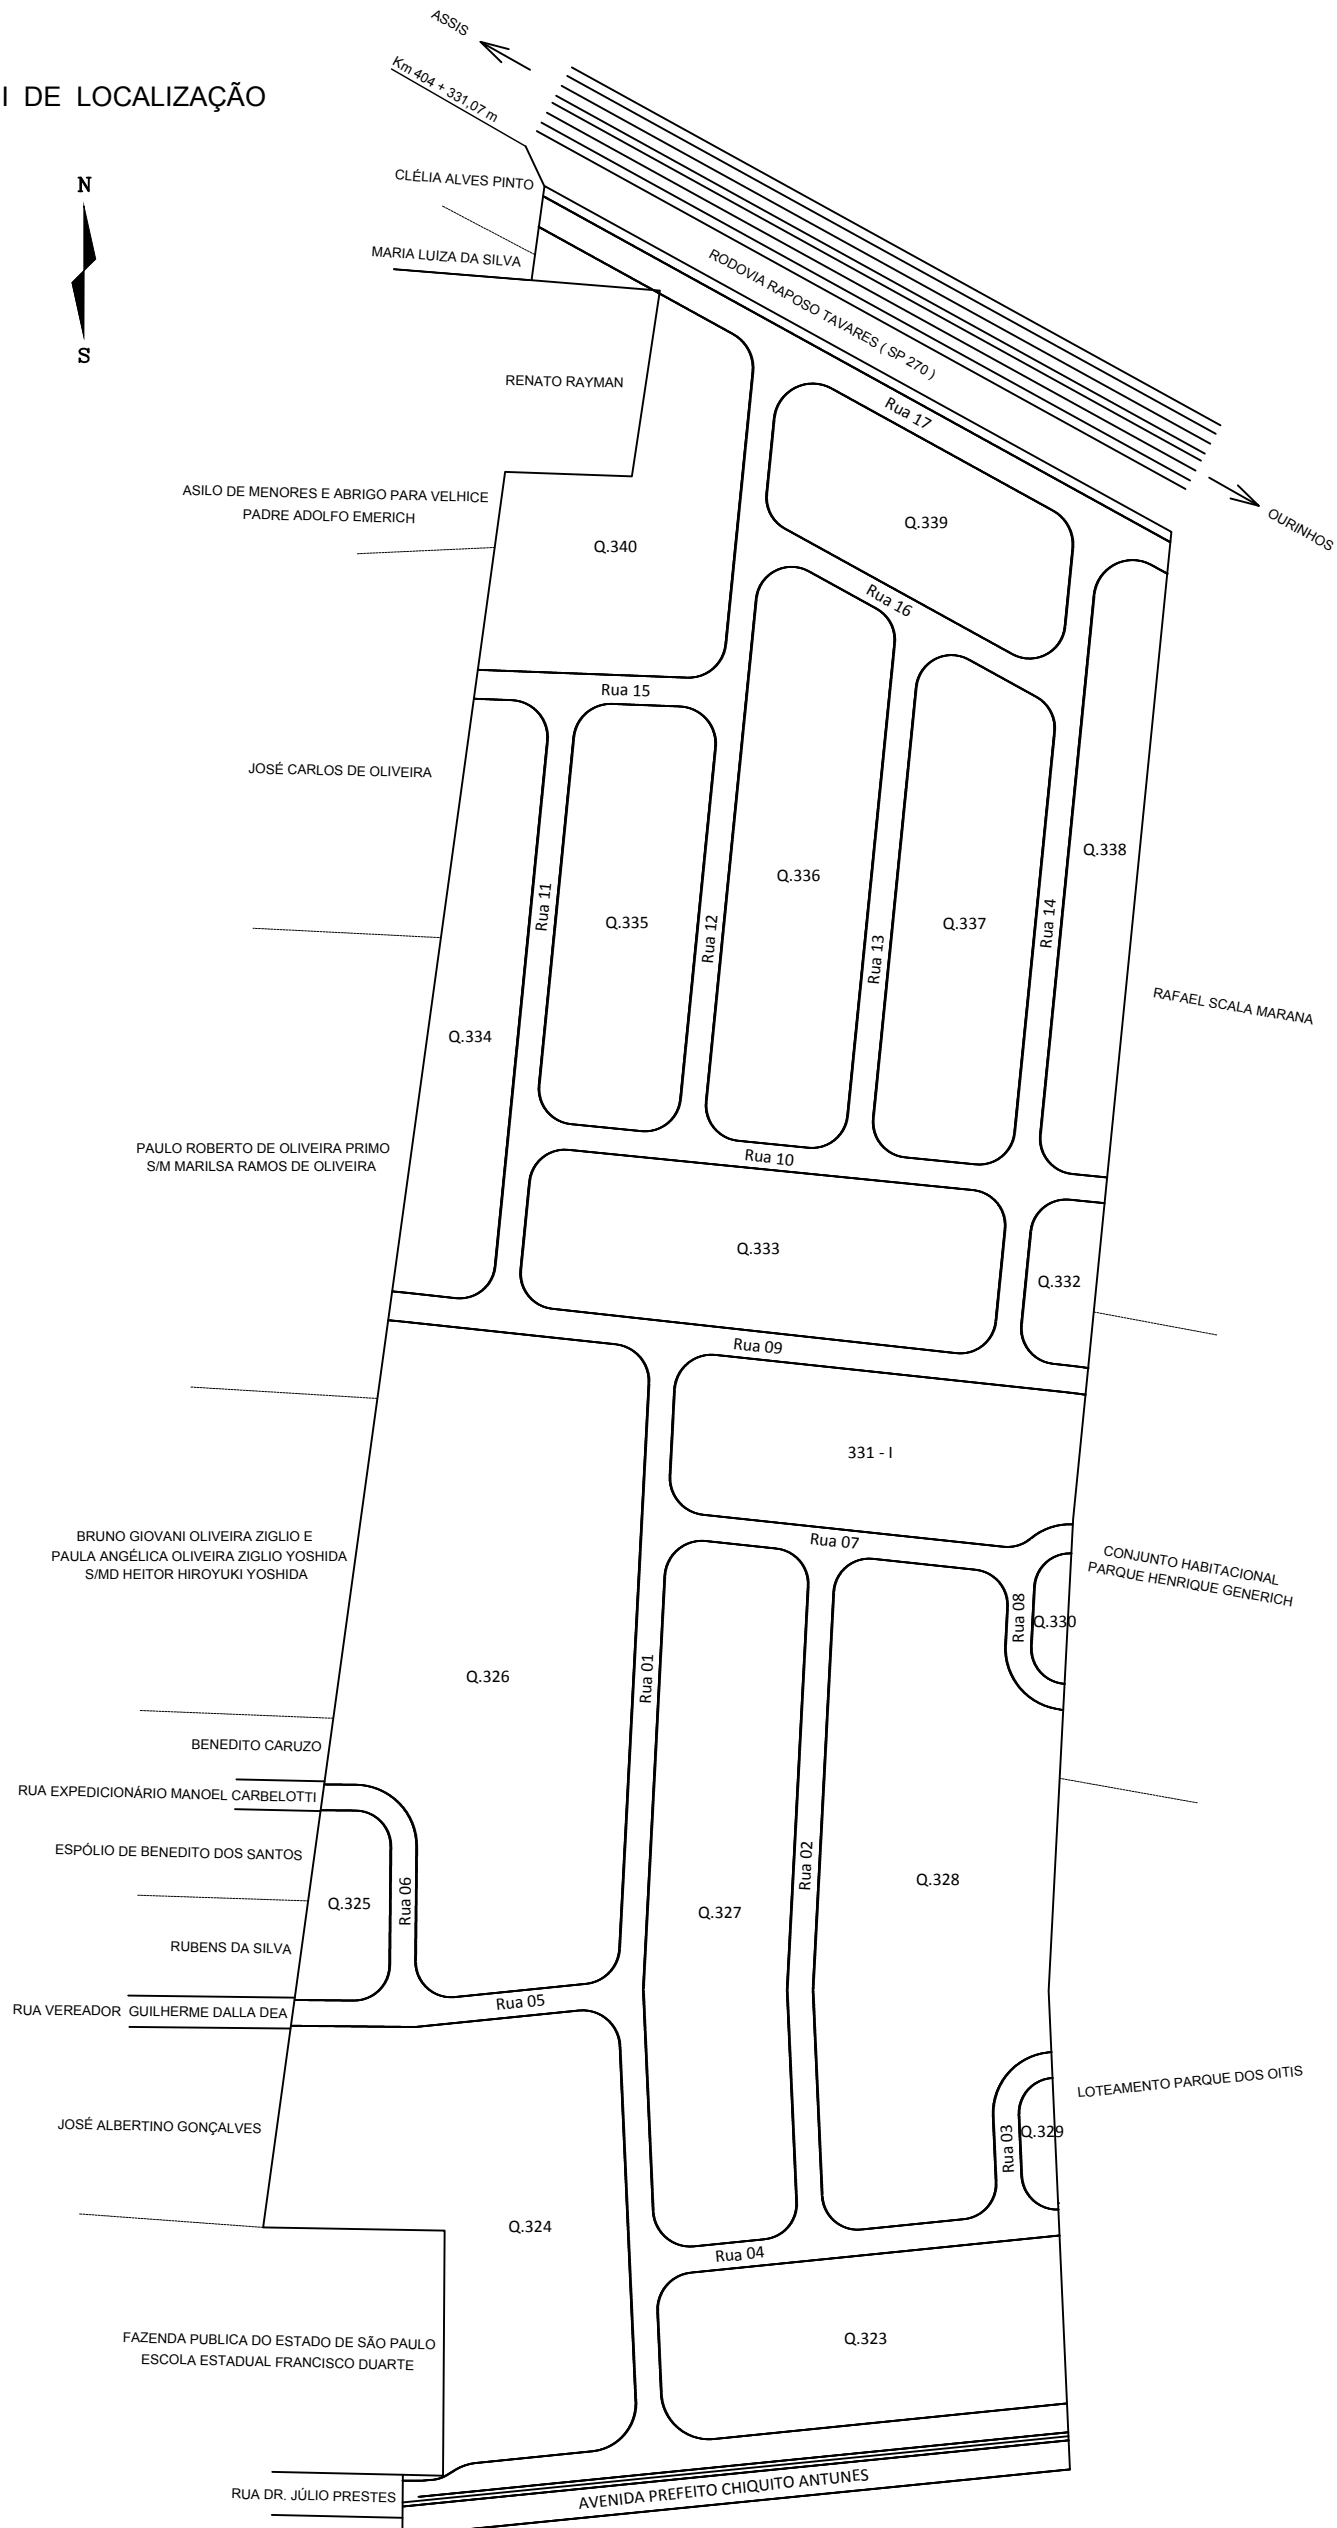 ASSIS
I DE LOCALIZAÇÃO
Km 404 + 331,07 m
N
S
CLÉLIA ALVES PINTO
MARIA LUIZA DA SILVA
RODOVIA RAPOSO TAVARES ( SP 270 )
RENATO RAYMAN
Rua 17
ASILO DE MENORES E ABRIGO PARA VELHICE
PADRE ADOLFO EMERICH
Q.339
OURINHOS
Q.340
Rua 16
Rua 15
JOSÉ CARLOS DE OLIVEIRA
Q.338
Q.336
Rua 11
Q.335
Rua 12
Rua 13
Q.337
Rua 14
RAFAEL SCALA MARANA
Q.334
PAULO ROBERTO DE OLIVEIRA PRIMO
S/M MARILSA RAMOS DE OLIVEIRA
Rua 10
Q.333
Q.332
Rua 09
331 - I
BRUNO GIOVANI OLIVEIRA ZIGLIO E
PAULA ANGÉLICA OLIVEIRA ZIGLIO YOSHIDA
S/MD HEITOR HIROYUKI YOSHIDA
Rua 07
CONJUNTO HABITACIONAL
PARQUE HENRIQUE GENERICH
Rua 08
Q.330
Q.326
Rua 01
BENEDITO CARUZO
RUA EXPEDICIONÁRIO MANOEL CARBELOTTI
ESPÓLIO DE BENEDITO DOS SANTOS
Rua 02
Q.328
Q.325
Rua 06
Q.327
RUBENS DA SILVA
Rua 05
RUA VEREADOR GUILHERME DALLA DEA
LOTEAMENTO PARQUE DOS OITIS
JOSÉ ALBERTINO GONÇALVES
Rua 03
Q.329
Q.324
Rua 04
FAZENDA PUBLICA DO ESTADO DE SÃO PAULO
ESCOLA ESTADUAL FRANCISCO DUARTE
Q.323
RUA DR. JÚLIO PRESTES
AVENIDA PREFEITO CHIQUITO ANTUNES